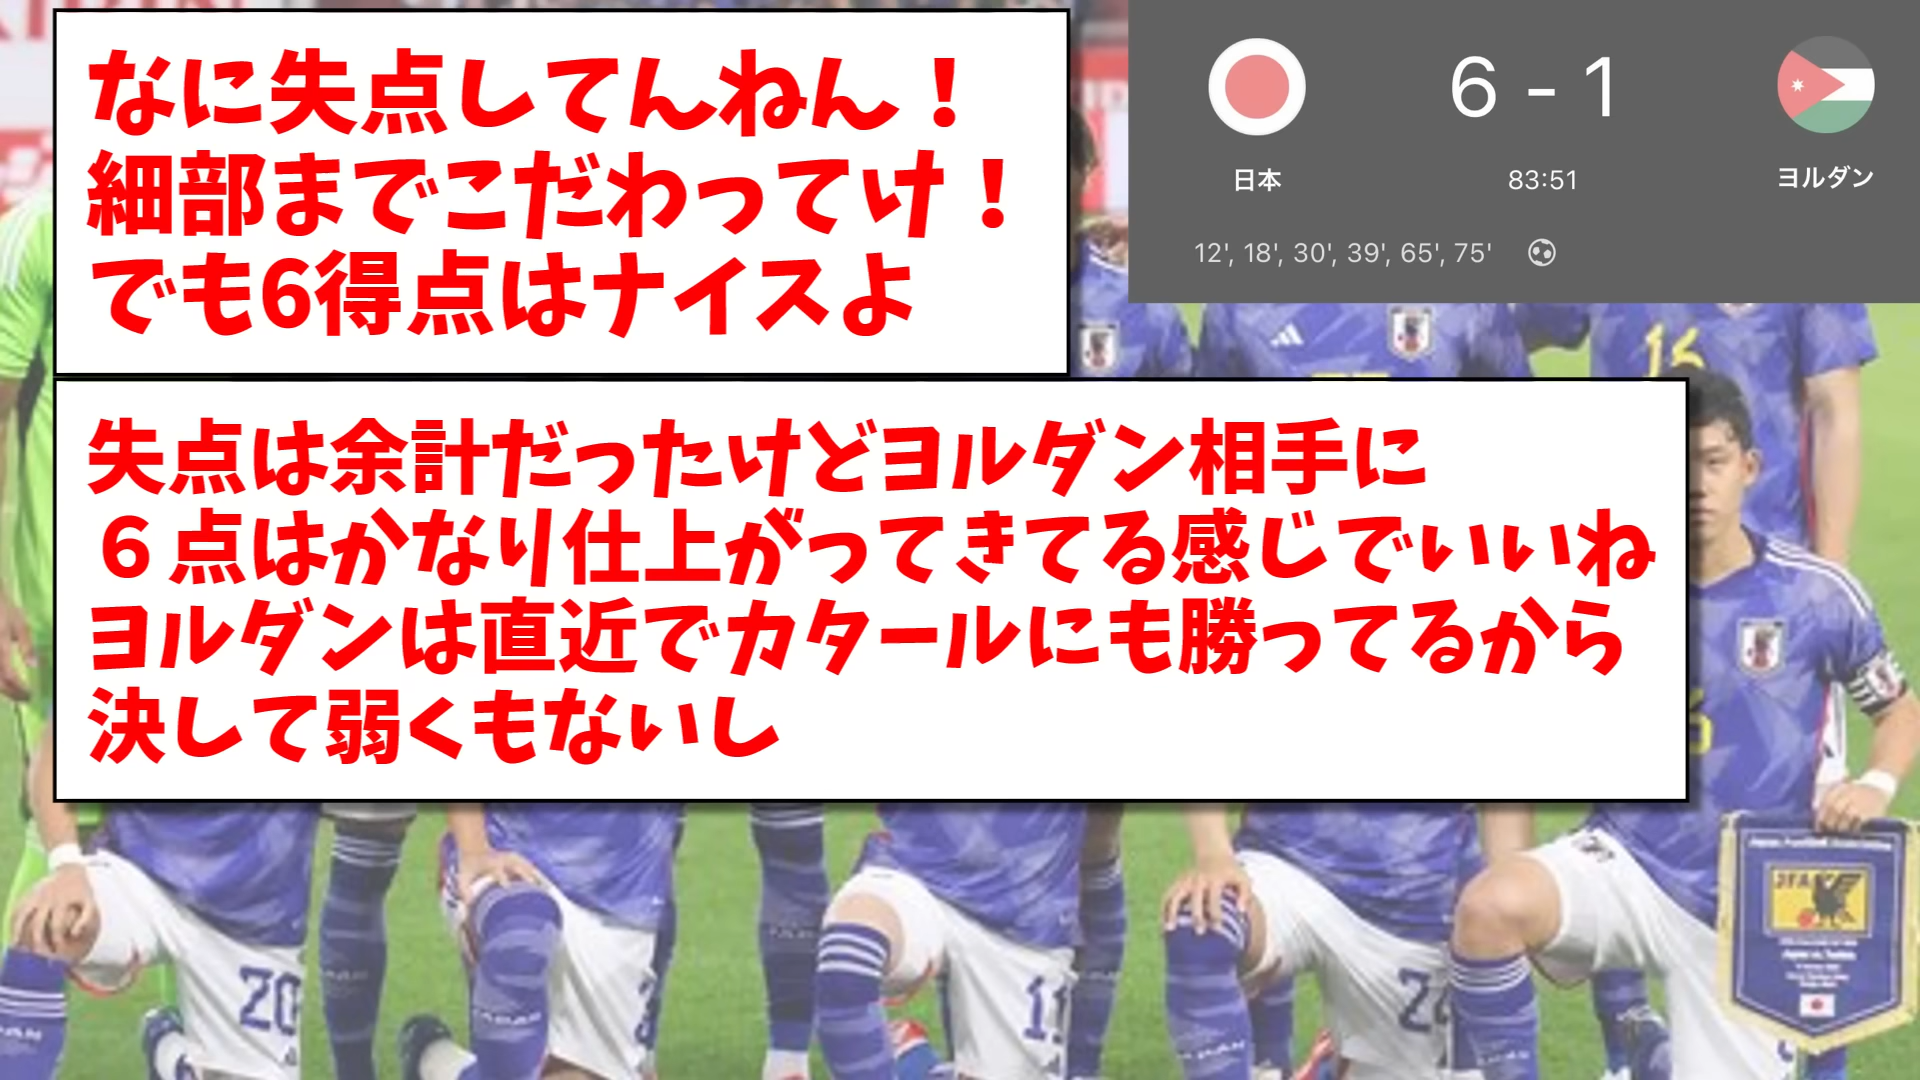 なに失点してんねん！
細部までこだわってけ！
でも6得点はナイスよ
6 - 1
日本
83:51
ヨルダン
12', 18', 30', 39', 65', 75'
失点は余計だったけどヨルダン相手に
６点はかなり仕上がってきてる感じでいいね
ヨルダンは直近でカタールにも勝ってるから
決して弱くもないし
16
20
11
JFA